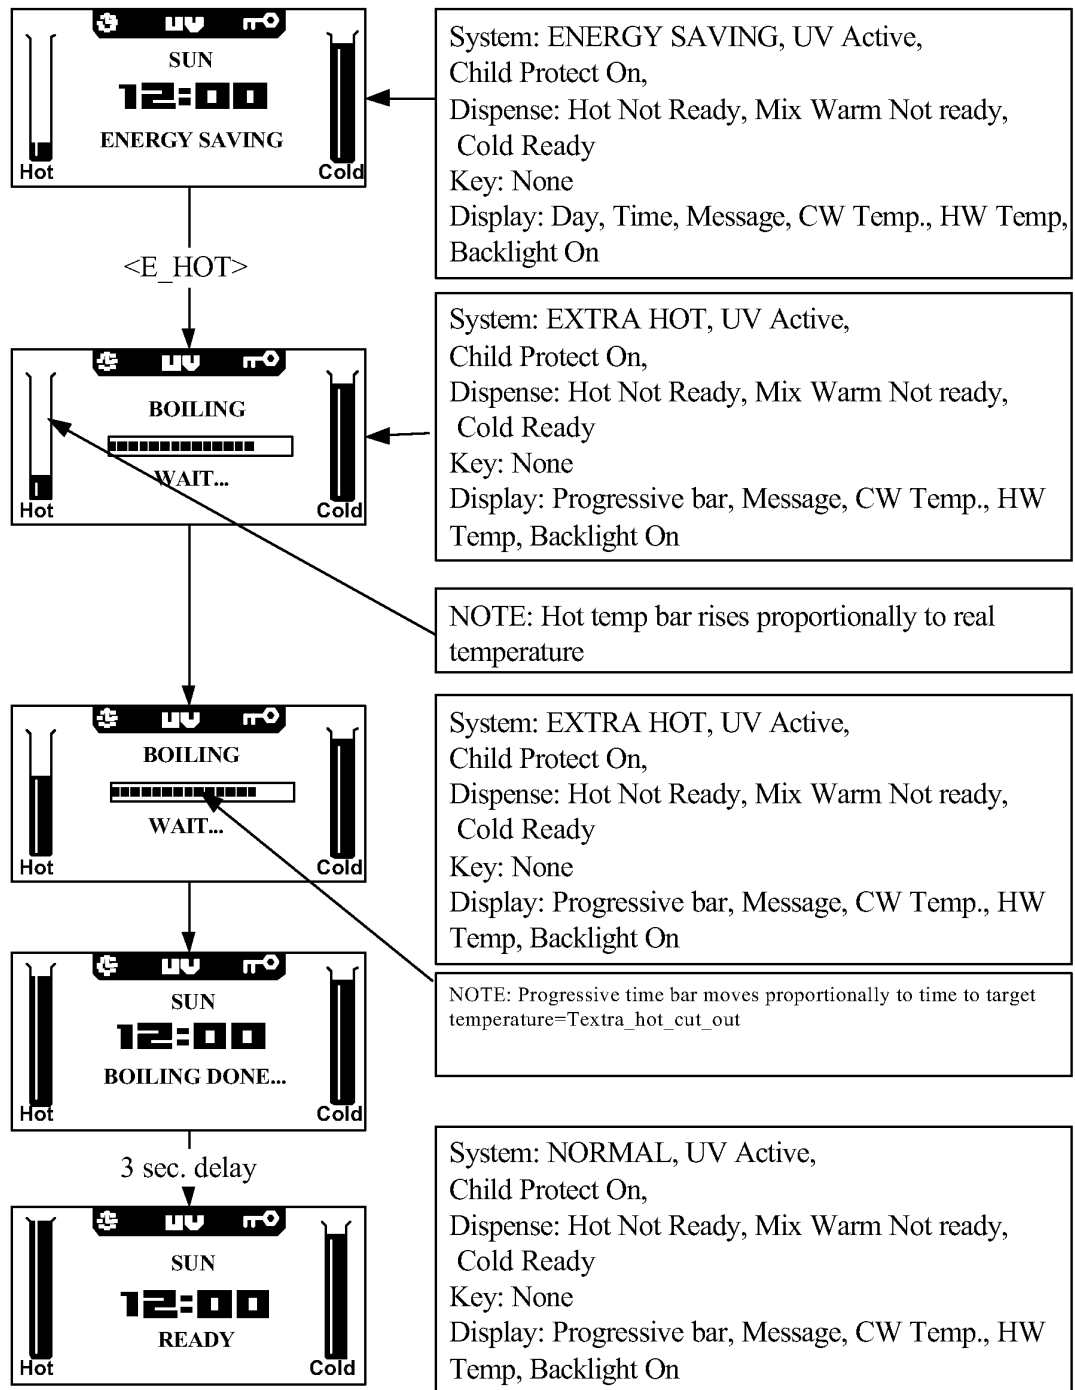 UV
SUN
12:00
ENERGY SAVING
Hot
Cold
System: ENERGY SAVING, UV Active,
Child Protect On,
Dispense: Hot Not Ready, Mix Warm Not ready,
Cold Ready
Key: None
Display: Day, Time, Message, CW Temp., HW Temp,
Backlight On
<E_HOT>
UV
BOILING
WAIT...
Hot
Cold
System: EXTRA HOT, UV Active,
Child Protect On,
Dispense: Hot Not Ready, Mix Warm Not ready,
Cold Ready
Key: None
Display: Progressive bar, Message, CW Temp., HW
Temp, Backlight On
NOTE: Hot temp bar rises proportionally to real
temperature
UV
BOILING
WAIT...
Hot
Cold
System: EXTRA HOT, UV Active,
Child Protect On,
Dispense: Hot Not Ready, Mix Warm Not ready,
Cold Ready
Key: None
Display: Progressive bar, Message, CW Temp., HW
Temp, Backlight On
UV
SUN
12:00
BOILING DONE...
Hot
Cold
NOTE: Progressive time bar moves proportionally to time to target
temperature=Textra_hot_cut_out
3 sec. delay
UV
SUN
12:00
READY
Hot
Cold
System: NORMAL, UV Active,
Child Protect On,
Dispense: Hot Not Ready, Mix Warm Not ready,
Cold Ready
Key: None
Display: Progressive bar, Message, CW Temp., HW
Temp, Backlight On